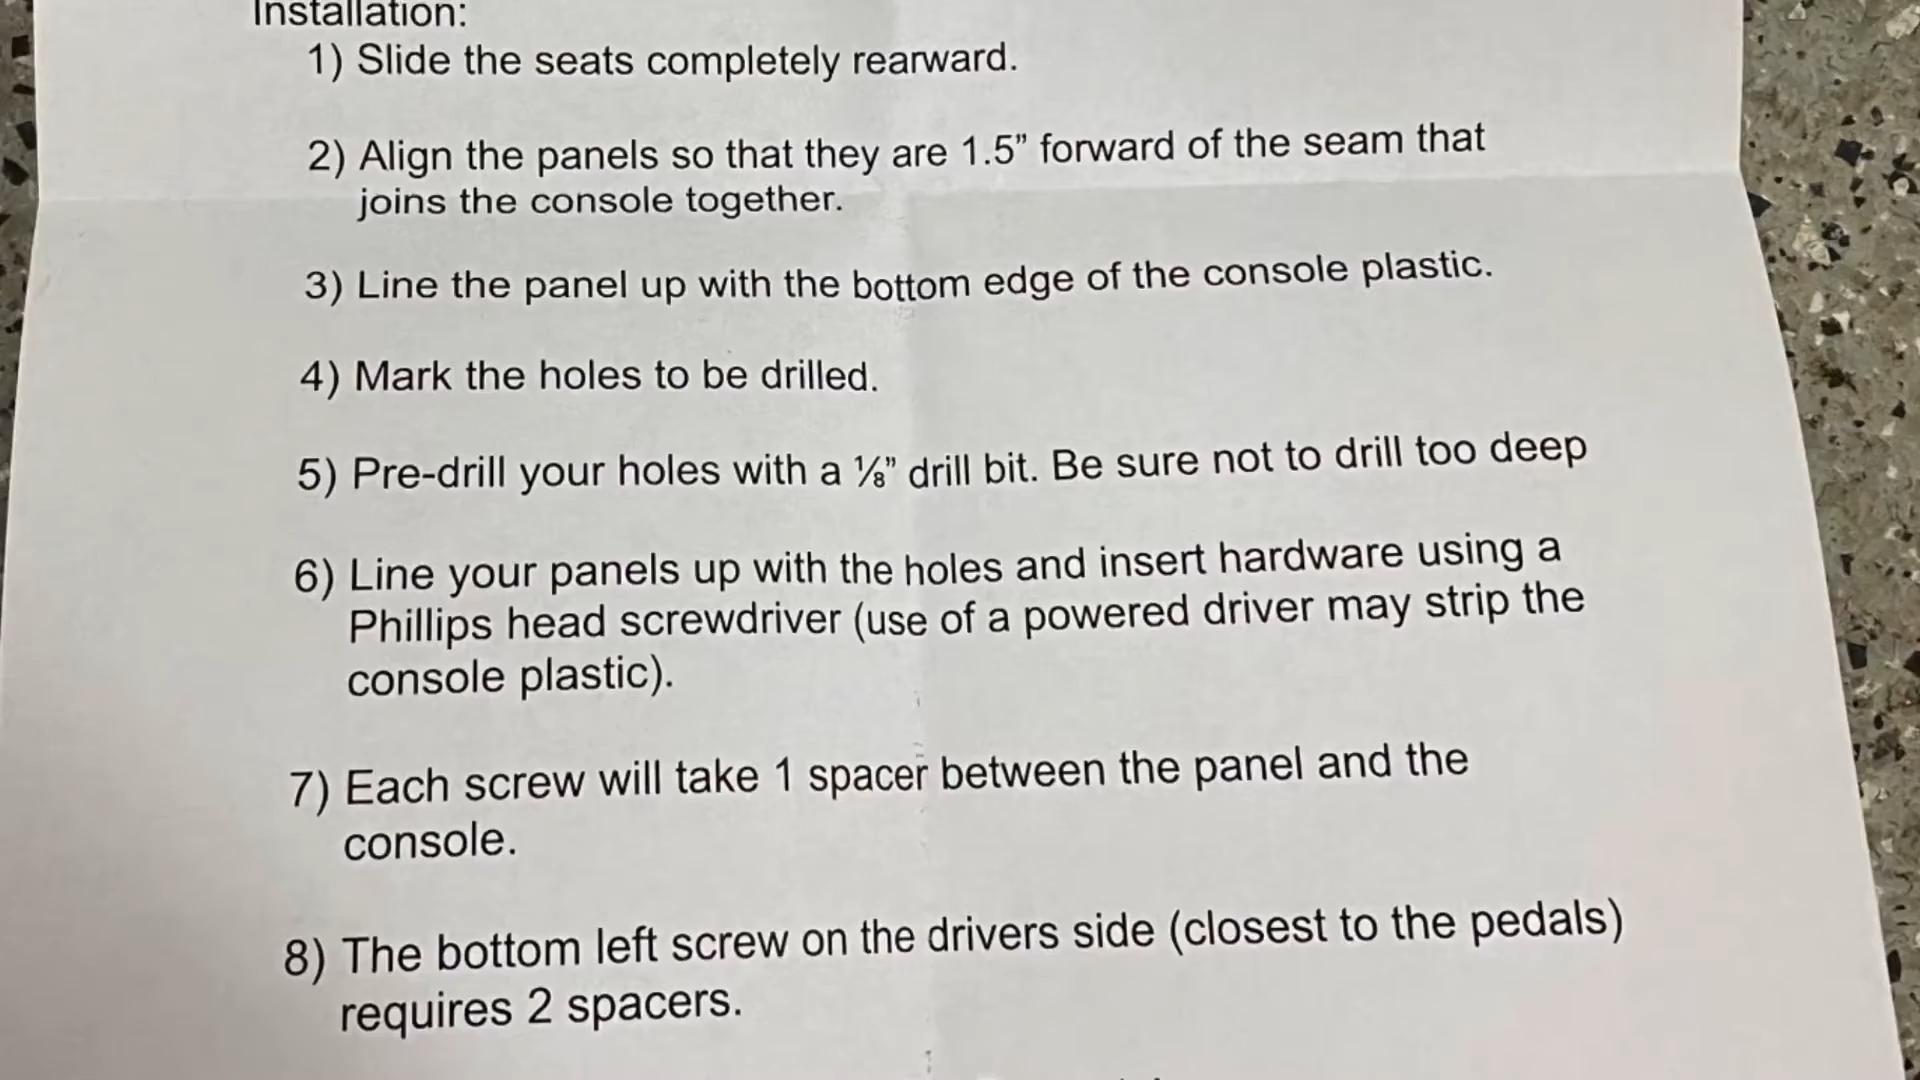 Installation:
1) Slide the seats completely rearward.
2) Align the panels so that they are 1.5” forward of the seam that
joins the console together.
3) Line the panel up with the bottom edge of the console plastic.
4) Mark the holes to be drilled.
5) Pre-drill your holes with a ⅛” drill bit. Be sure not to drill too deep
6) Line your panels up with the holes and insert hardware using a
Phillips head screwdriver (use of a powered driver may strip the
console plastic).
7) Each screw will take 1 spacer between the panel and the
console.
8) The bottom left screw on the drivers side (closest to the pedals)
requires 2 spacers.